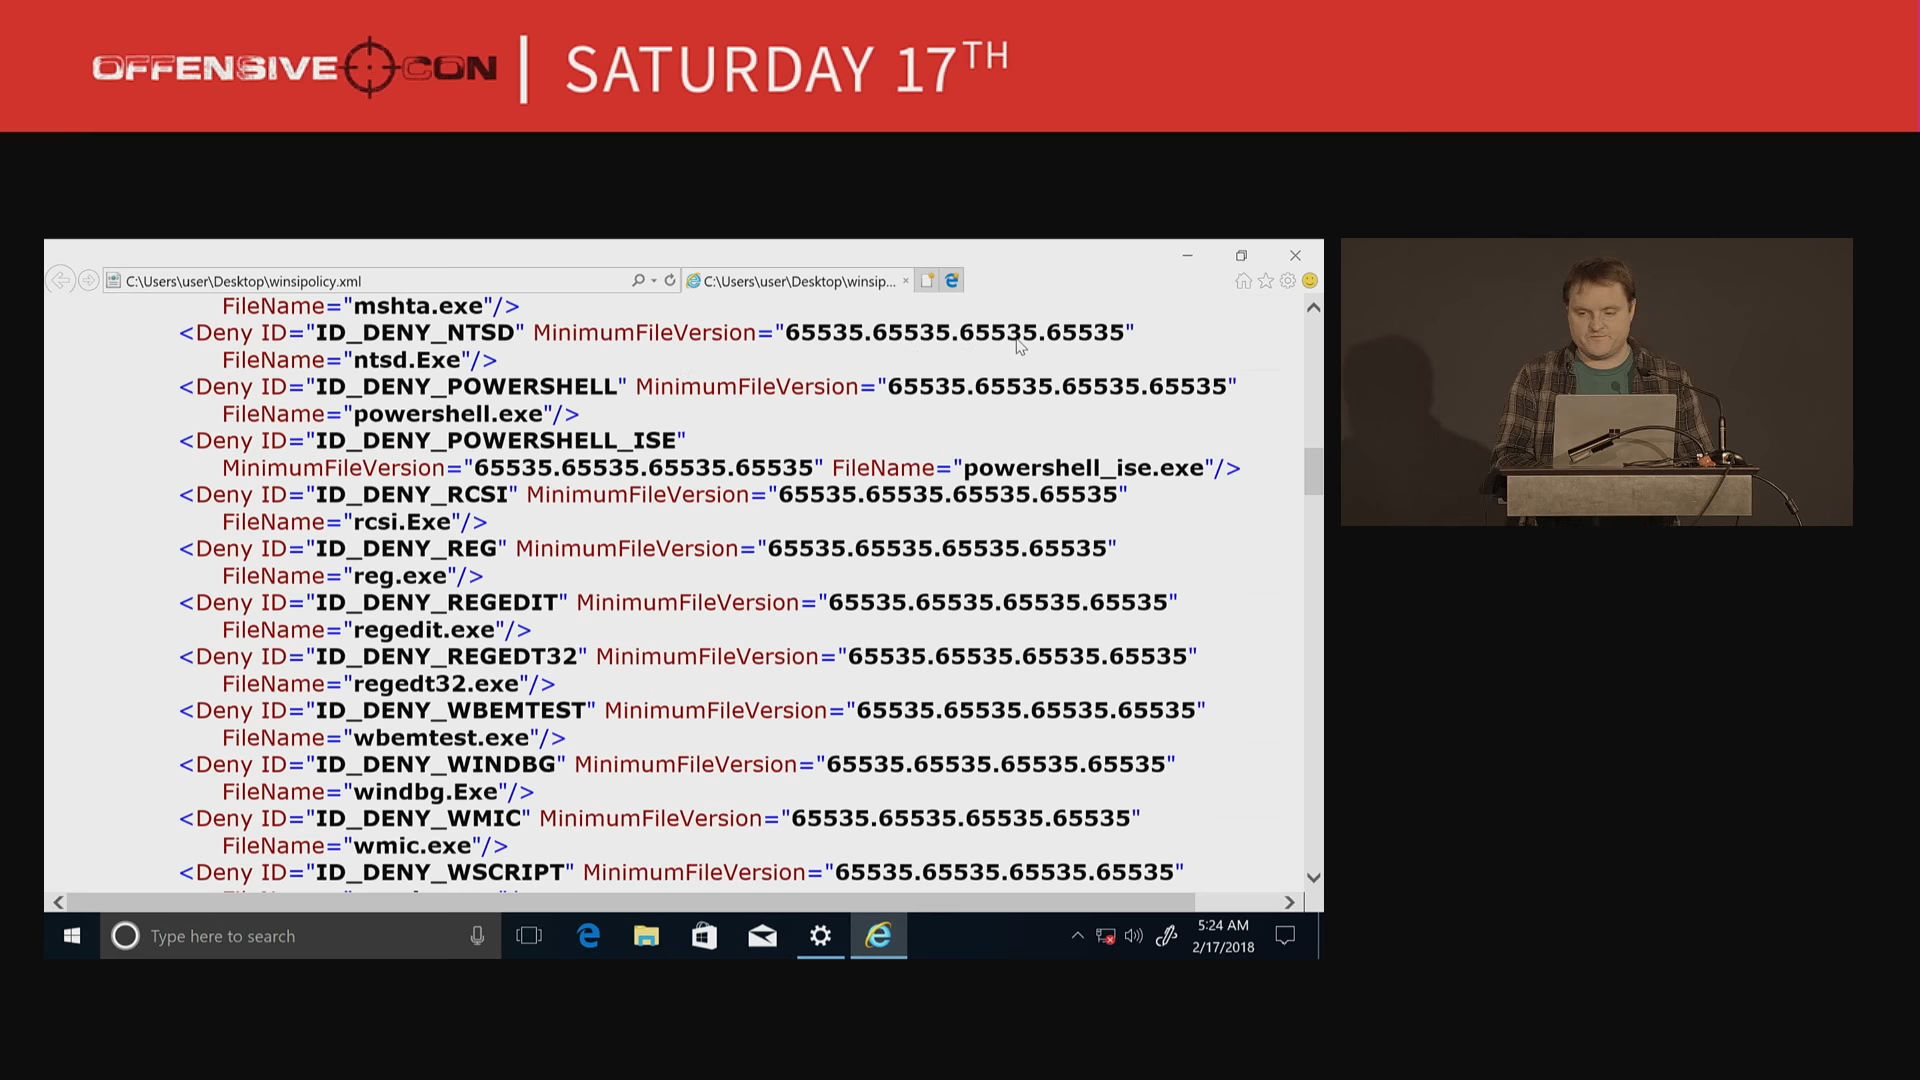 OFFENSIVE CON | SATURDAY 17TH
C:\Users\user\Desktop\winsipolicy.xml
C:\Users\user\Desktop\winsip... ×
FileName="mshta.exe"/>
<Deny ID="ID_DENY_NTSD" MinimumFileVersion="65535.65535.65535.65535"
FileName="ntsd.Exe"/>
<Deny ID="ID_DENY_POWERSHELL" MinimumFileVersion="65535.65535.65535.65535"
FileName="powershell.exe"/>
<Deny ID="ID_DENY_POWERSHELL_ISE"
MinimumFileVersion="65535.65535.65535.65535" FileName="powershell_ise.exe"/>
<Deny ID="ID_DENY_RCSI" MinimumFileVersion="65535.65535.65535.65535"
FileName="rcsi.Exe"/>
<Deny ID="ID_DENY_REG" MinimumFileVersion="65535.65535.65535.65535"
FileName="reg.exe"/>
<Deny ID="ID_DENY_REGEDIT" MinimumFileVersion="65535.65535.65535.65535"
FileName="regedit.exe"/>
<Deny ID="ID_DENY_REGEDT32" MinimumFileVersion="65535.65535.65535.65535"
FileName="regedt32.exe"/>
<Deny ID="ID_DENY_WBEMTEST" MinimumFileVersion="65535.65535.65535.65535"
FileName="wbemtest.exe"/>
<Deny ID="ID_DENY_WINDBG" MinimumFileVersion="65535.65535.65535.65535"
FileName="windbg.Exe"/>
<Deny ID="ID_DENY_WMIC" MinimumFileVersion="65535.65535.65535.65535"
FileName="wmic.exe"/>
<Deny ID="ID_DENY_WSCRIPT" MinimumFileVersion="65535.65535.65535.65535"
Type here to search
5:24 AM
2/17/2018